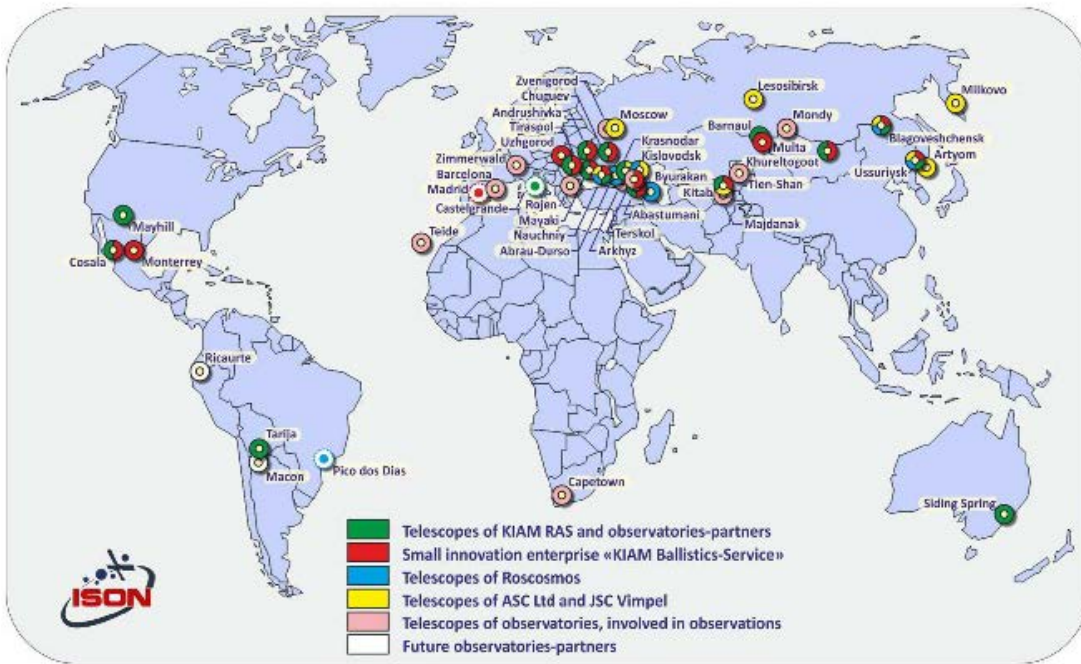 Zvenigorod
Chuguev
Andrushivka
Tiraspol
Uzhgorod
Zimmerwald
Barcelona
Madrid
Castelgrande
Teide
Rojen
Mayaki
Nauchniy
Abrau-Durso
Moscow
Krasnodar
Kislovodsk
Byurakan
Abastumani
Terskol
Arkhyz
Lesosibirsk
Milkovo
Barnaul
Mondy
Multa
Khureltogoot
Kitab
Tien-Shan
Majdanak
Blagoveshchensk
Artyom
Ussuriysk
Mayhill
Cosala
Monterrey
Ricaurte
Tarija
Macon
Pico dos Dias
Capetown
Siding Spring
Telescopes of KIAM RAS and observatories-partners
Small innovation enterprise «KIAM Ballistics-Service»
Telescopes of Roscosmos
Telescopes of ASC Ltd and JSC Vimpel
Telescopes of observatories, involved in observations
Future observatories-partners
ISON